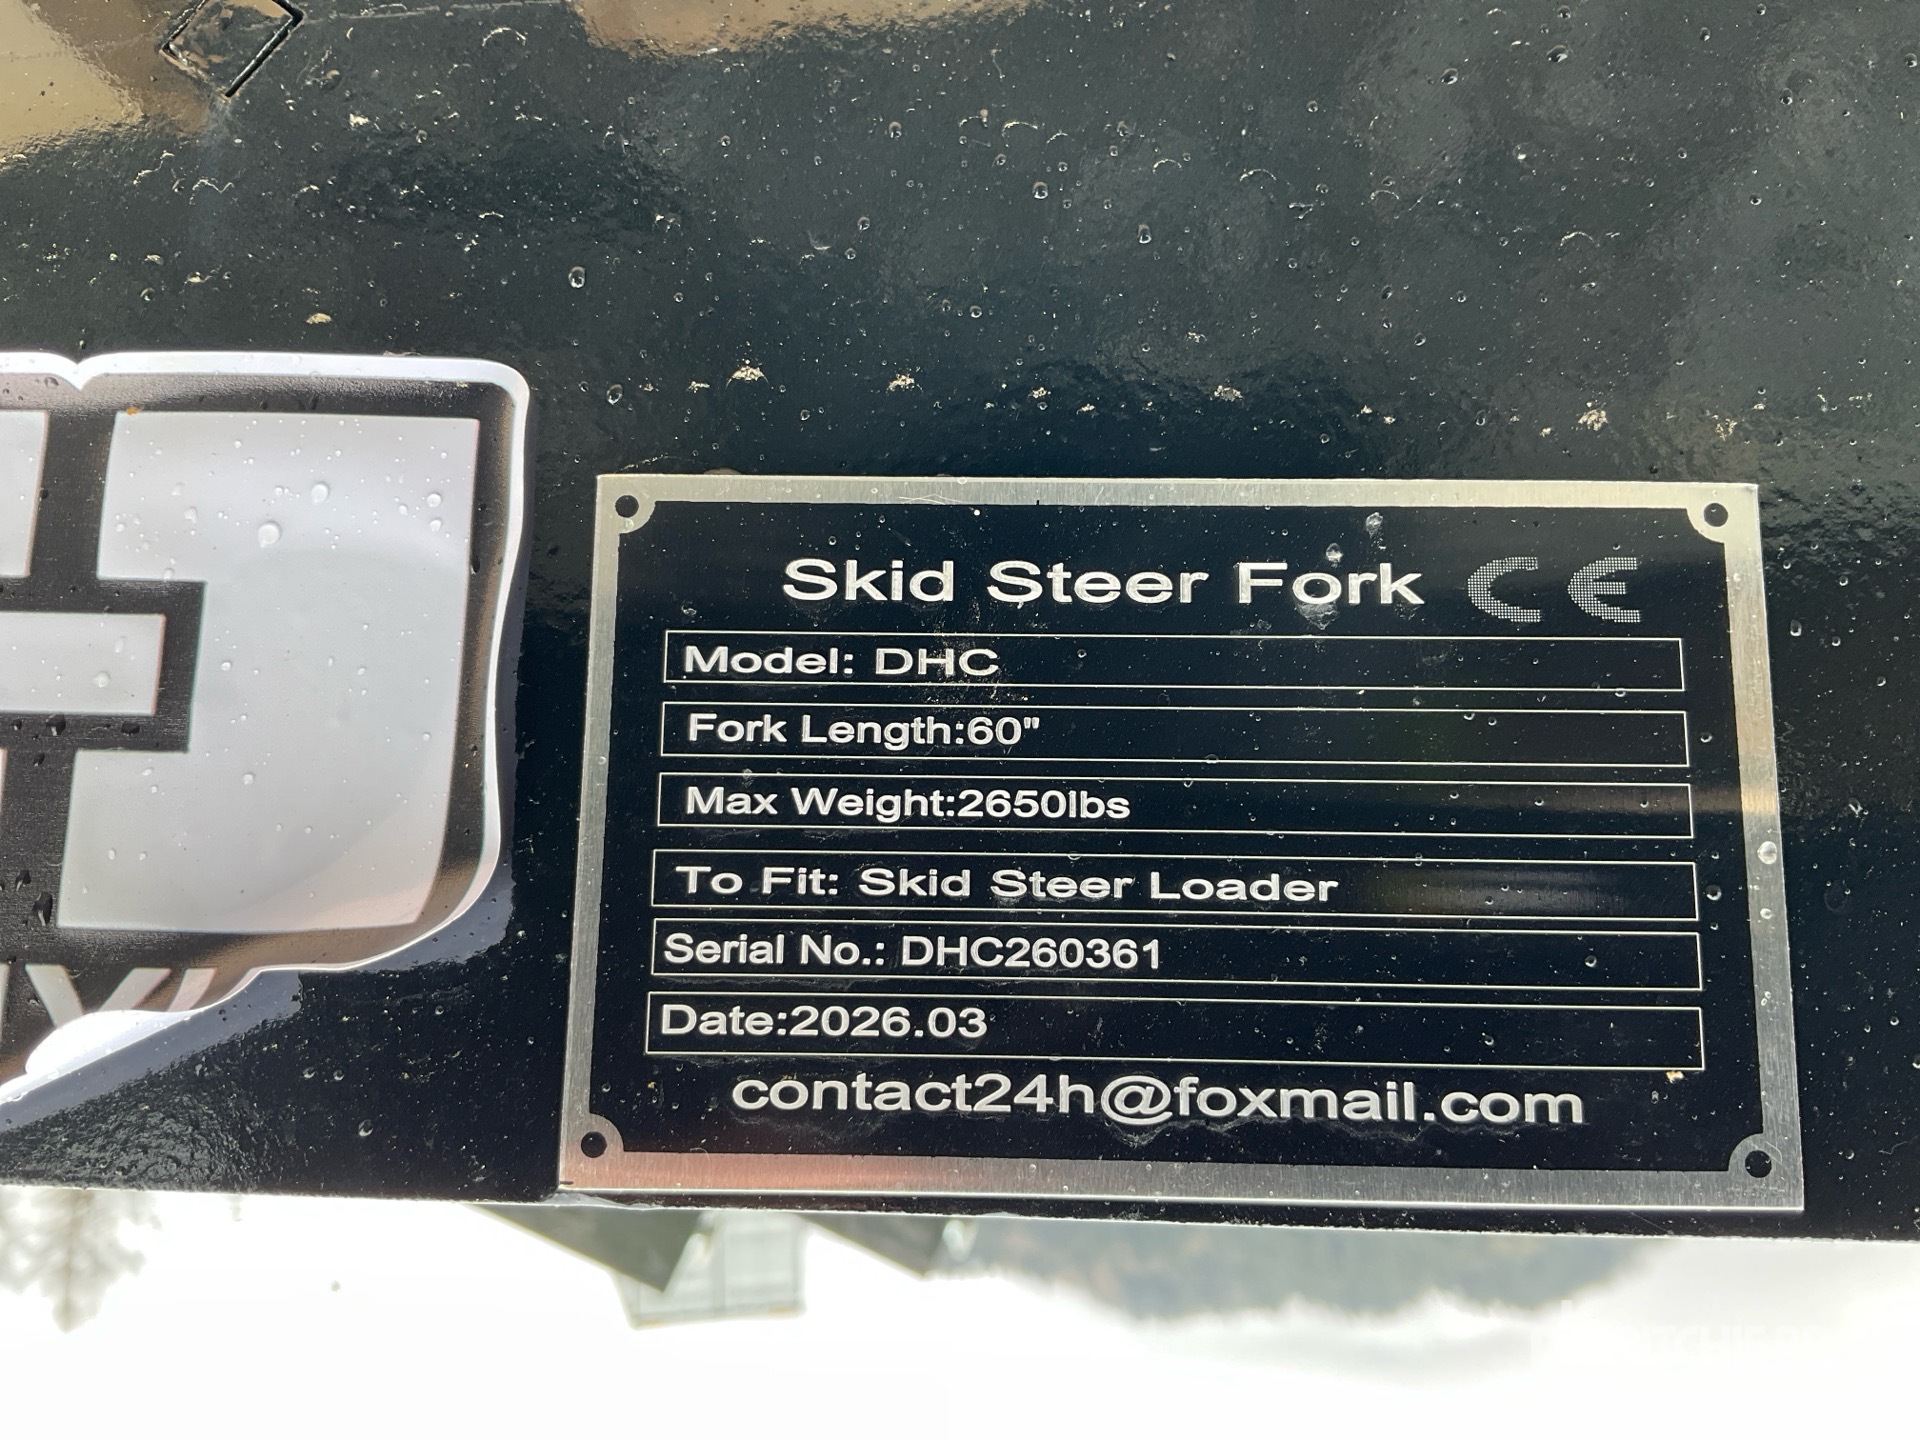 Skid Steer Fork CE
Model: DHC
Fork Length:60"
Max Weight:2650lbs
To Fit: Skid Steer Loader
Serial No.: DHC260361
Date:2026.03
contact24h@foxmail.com